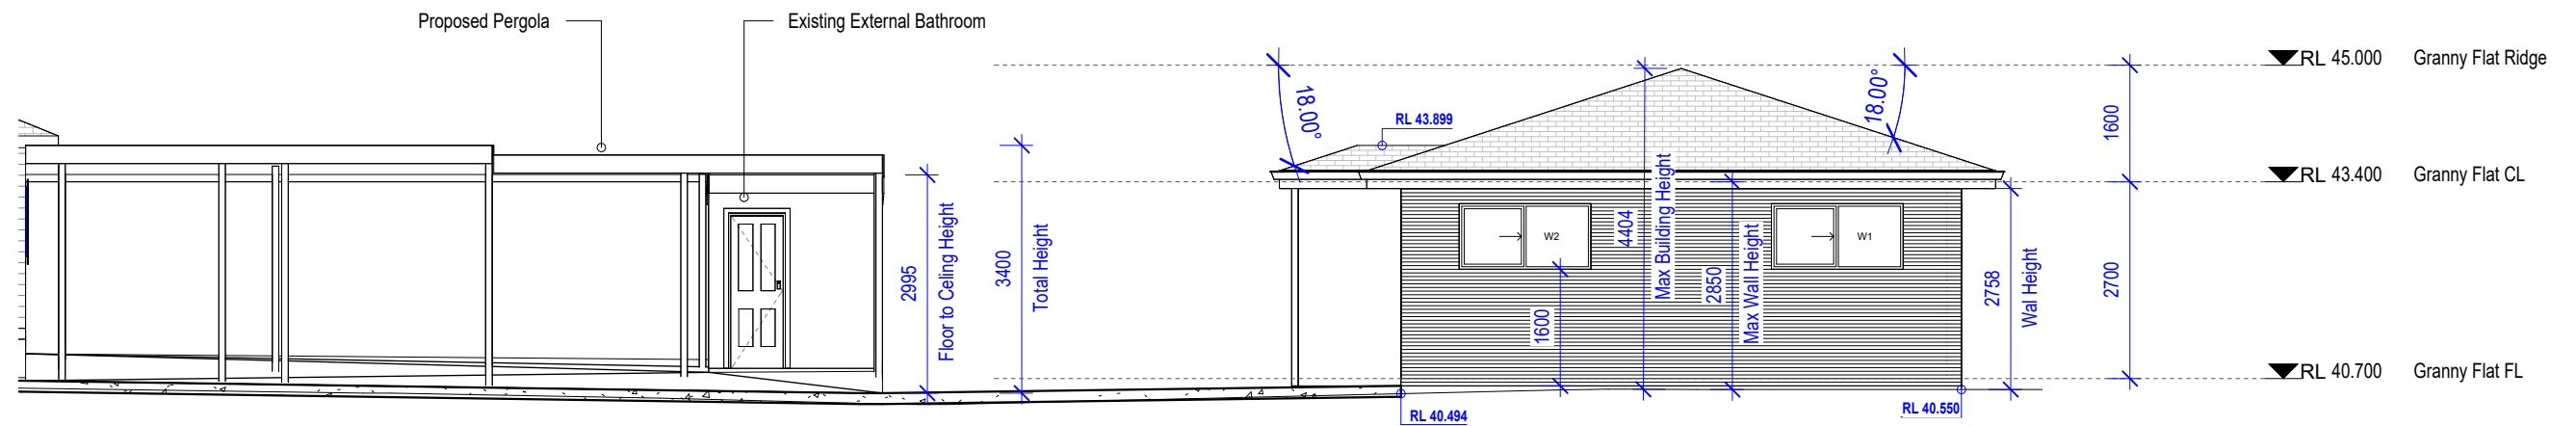 Proposed Pergola
Existing External Bathroom
RL 45.000 Granny Flat Ridge
18.00°
18.00°
RL 43.899
1600
RL 43.400 Granny Flat CL
2995
Floor to Celing Height
3400
Total Height
W2
W1
1600
4404
Max Building Height
2850
Max Wall Height
2758
Wal Height
2700
RL 40.700 Granny Flat FL
RL 40.494
RL 40.550